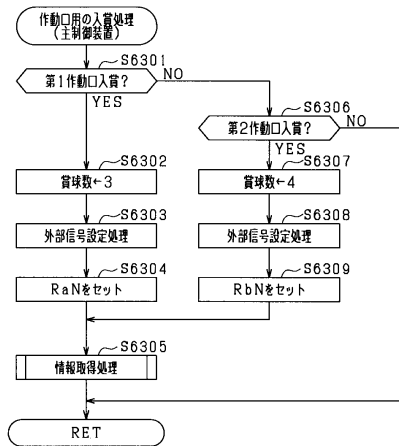 作動口用の入賞処理
(主制御装置)
S6301
第1作動口入賞?
NO
YES
S6306
第2作動口入賞?
NO
YES
S6302
賞球数←3
S6307
賞球数←4
S6303
外部信号設定処理
S6308
外部信号設定処理
S6304
RaNをセット
S6309
RbNをセット
S6305
情報取得処理
RET